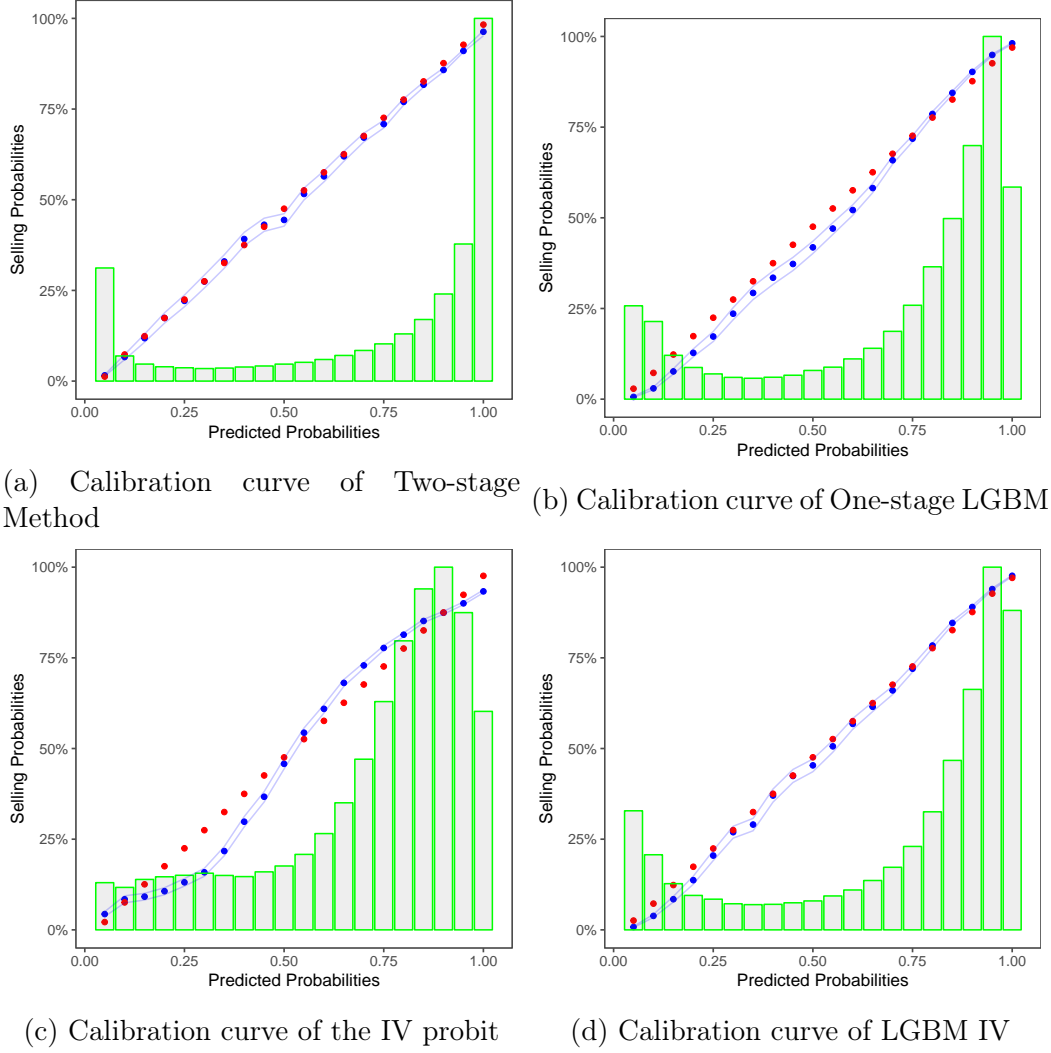 100%
75%
50%
25%
0%
Selling Probabilities
0.00 0.25 0.50 0.75 1.00
Predicted Probabilities
(a) Calibration curve of Two-stage
Method
100%
75%
50%
25%
0%
Selling Probabilities
0.00 0.25 0.50 0.75 1.00
Predicted Probabilities
(b) Calibration curve of One-stage LGBM
100%
75%
50%
25%
0%
Selling Probabilities
0.00 0.25 0.50 0.75 1.00
Predicted Probabilities
(c) Calibration curve of the IV probit
100%
75%
50%
25%
0%
Selling Probabilities
0.00 0.25 0.50 0.75 1.00
Predicted Probabilities
(d) Calibration curve of LGBM IV